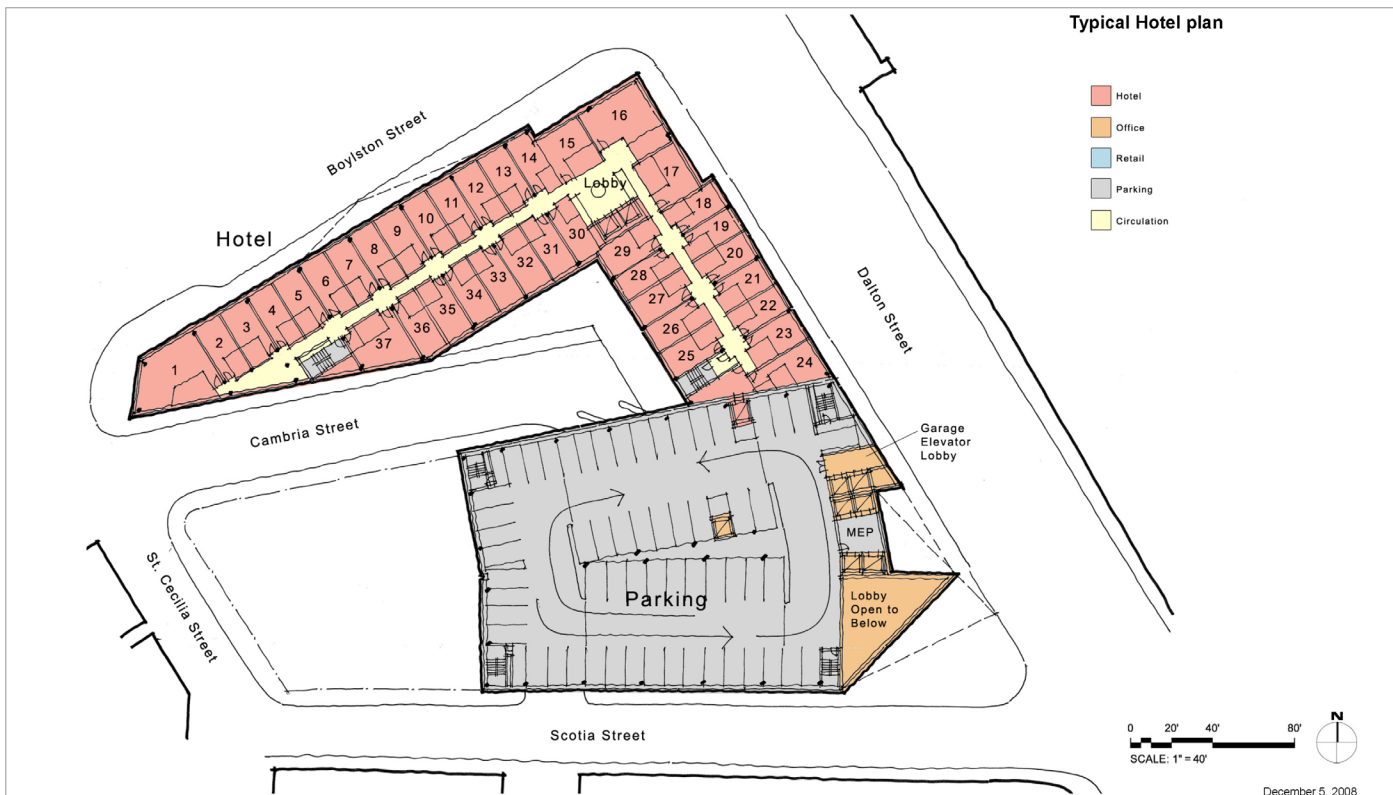 Typical Hotel plan
Hotel
Office
Retail
Parking
Circulation
Boylston Street
Hotel
Lobby
1
2
3
4
5
6
7
8
9
10
11
12
13
14
15
16
17
18
19
20
21
22
23
24
25
26
27
28
29
30
31
32
33
34
35
36
37
Dalton Street
Cambria Street
Garage
Elevator
Lobby
MEP
St. Cecilia Street
Parking
Lobby
Open to
Below
Scotia Street
0 20' 40' 80'
SCALE: 1" = 40'
N
December 5, 2008